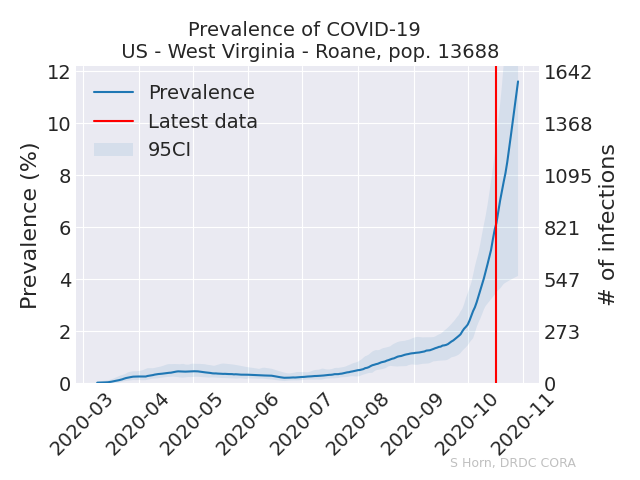 Prevalence of COVID-19
US - West Virginia - Roane, pop. 13688
Prevalence
Latest data
95CI
Prevalence (%)
12
10
8
6
4
2
0
1642
1368
1095
821
547
273
0
# of infections
2020-03
2020-04
2020-05
2020-06
2020-07
2020-08
2020-09
2020-10
2020-11
S Horn, DRDC CORA